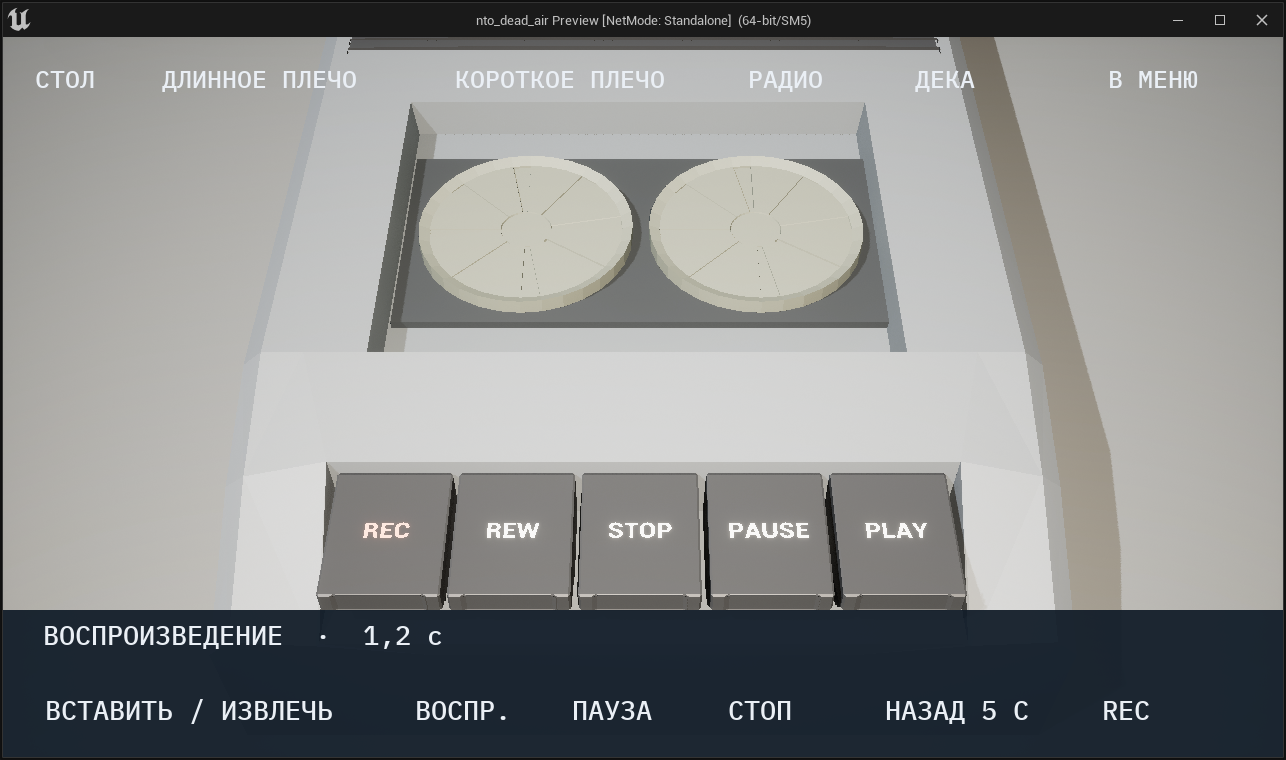 nto_dead_air Preview [NetMode: Standalone] (64-bit/SM5)
СТОЛ ДЛИННОЕ ПЛЕЧО КОРОТКОЕ ПЛЕЧО РАДИО ДЕКА В МЕНЮ
REC REW STOP PAUSE PLAY
ВОСПРОИЗВЕДЕНИЕ · 1,2 с
ВСТАВИТЬ / ИЗВЛЕЧЬ ВОСПР. ПАУЗА СТОП НАЗАД 5 С REC